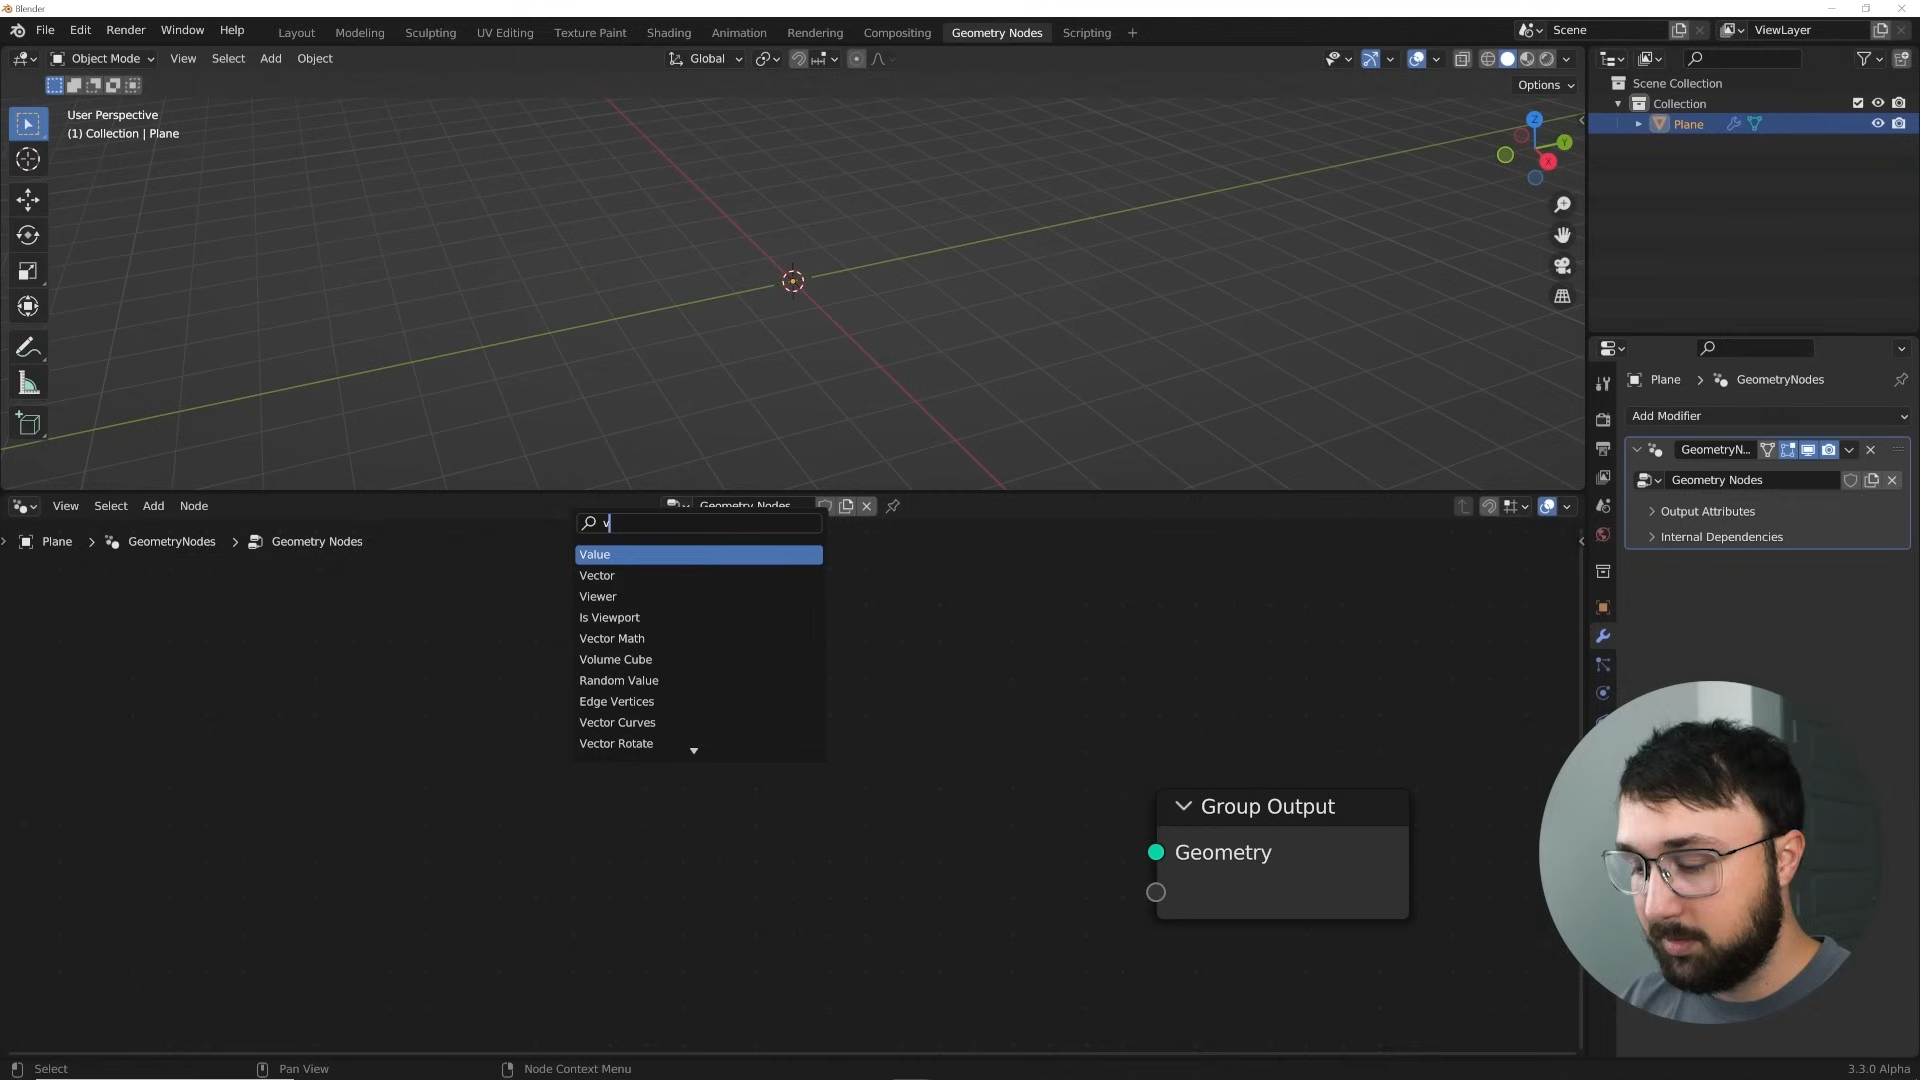 Blender
File Edit Render Window Help Layout Modeling Sculpting UV Editing Texture Paint Shading Animation Rendering Compositing Geometry Nodes Scripting + Scene ViewLayer
Object Mode View Select Add Object Global
Options
User Perspective
(1) Collection | Plane
Z
Y
X
Scene Collection
Collection
Plane
Plane > GeometryNodes
Add Modifier
GeometryN...
Geometry Nodes
Output Attributes
Internal Dependencies
View Select Add Node Geometry Nodes
Plane > GeometryNodes > Geometry Nodes
v
Value
Vector
Viewer
Is Viewport
Vector Math
Volume Cube
Random Value
Edge Vertices
Vector Curves
Vector Rotate
Group Output
Geometry
Select Pan View Node Context Menu 3.3.0 Alpha